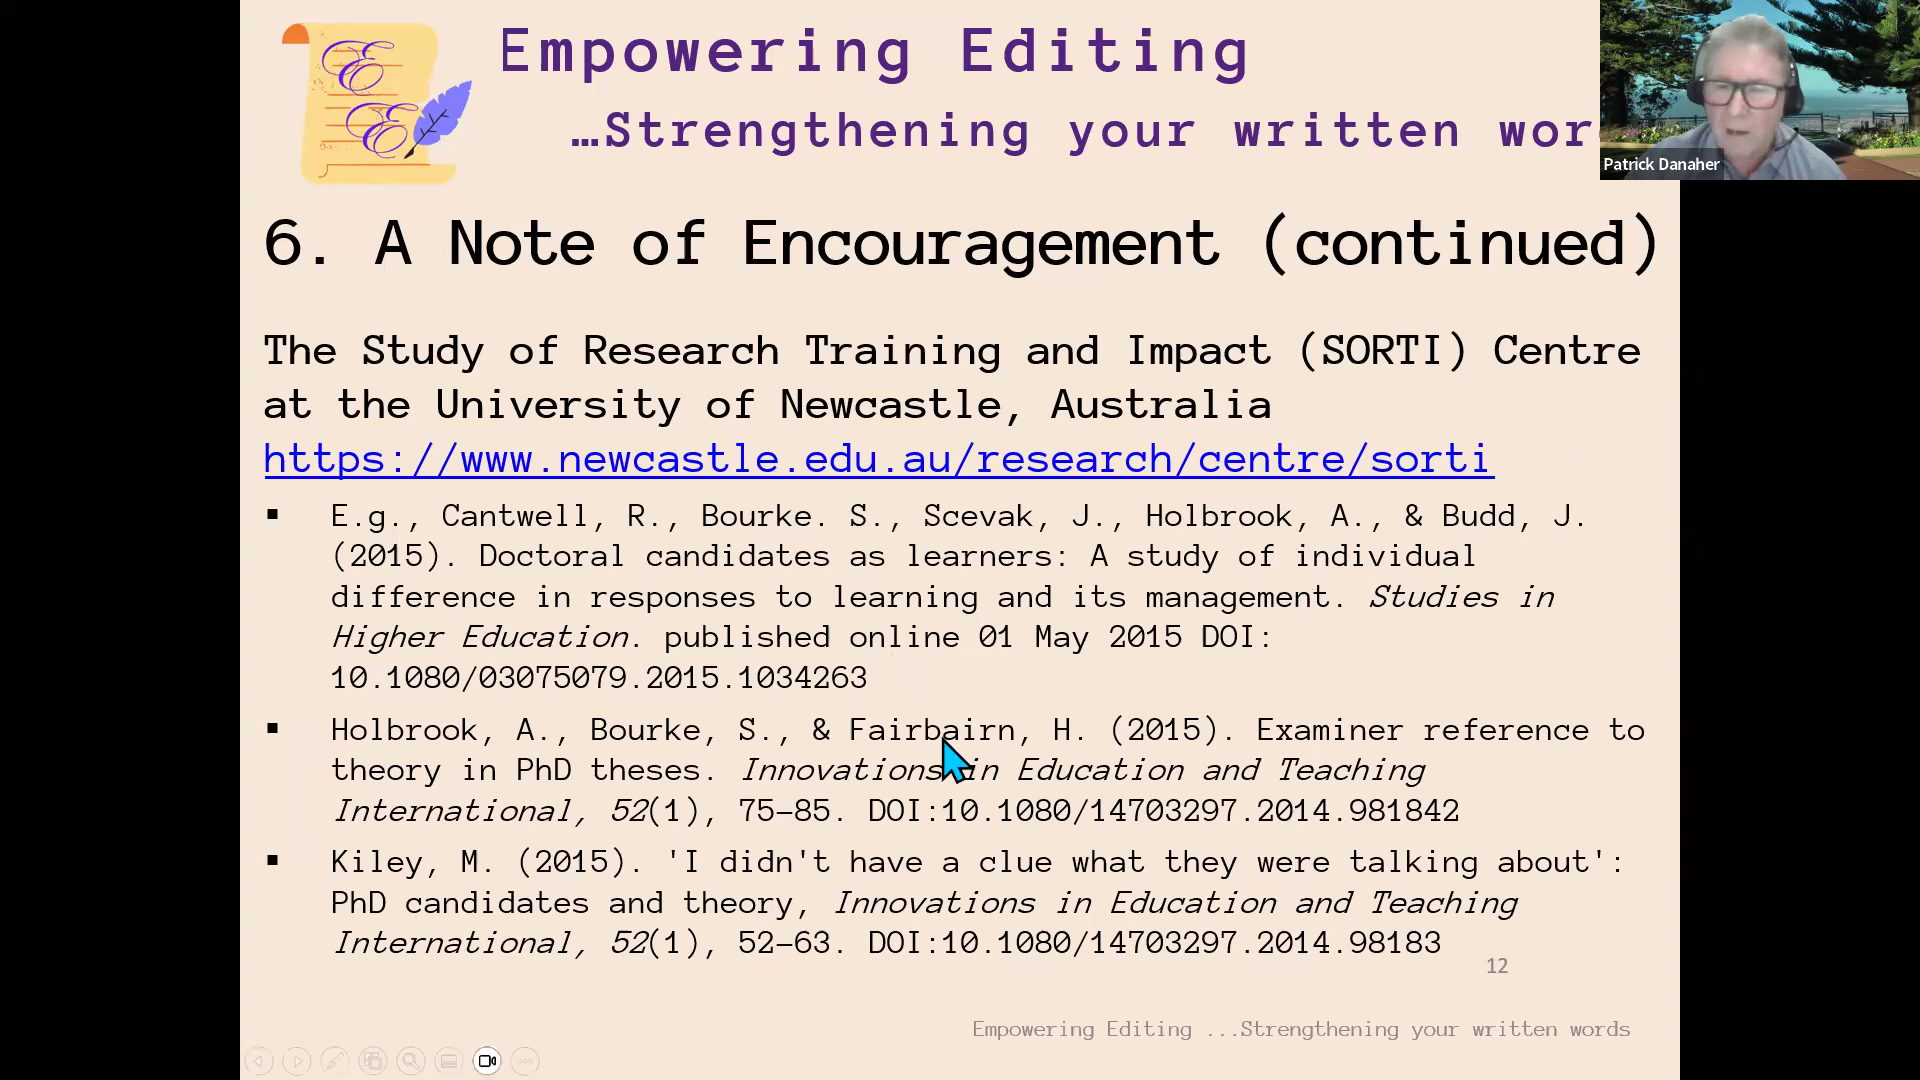 Empowering Editing
…Strengthening your written wor
Patrick Danaher
6. A Note of Encouragement (continued)
The Study of Research Training and Impact (SORTI) Centre
at the University of Newcastle, Australia
https://www.newcastle.edu.au/research/centre/sorti
▪ E.g., Cantwell, R., Bourke. S., Scevak, J., Holbrook, A., & Budd, J.
(2015). Doctoral candidates as learners: A study of individual
difference in responses to learning and its management. Studies in
Higher Education. published online 01 May 2015 DOI:
10.1080/03075079.2015.1034263
▪ Holbrook, A., Bourke, S., & Fairbairn, H. (2015). Examiner reference to
theory in PhD theses. Innovations in Education and Teaching
International, 52(1), 75–85. DOI:10.1080/14703297.2014.981842
▪ Kiley, M. (2015). 'I didn't have a clue what they were talking about':
PhD candidates and theory, Innovations in Education and Teaching
International, 52(1), 52–63. DOI:10.1080/14703297.2014.98183
12
Empowering Editing ...Strengthening your written words